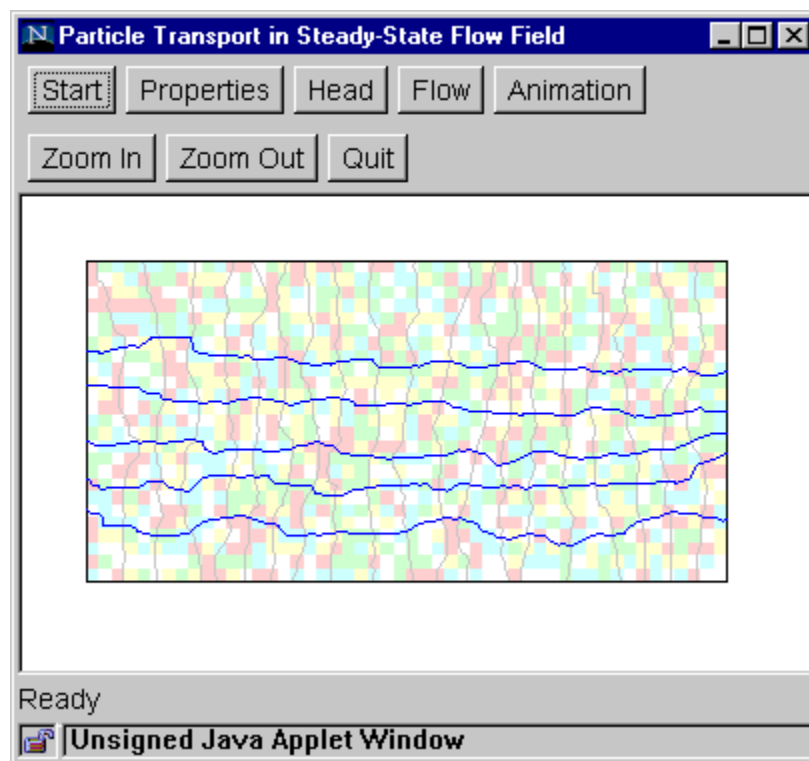 Particle Transport in Steady-State Flow Field
Start Properties Head Flow Animation
Zoom In Zoom Out Quit
Ready
Unsigned Java Applet Window